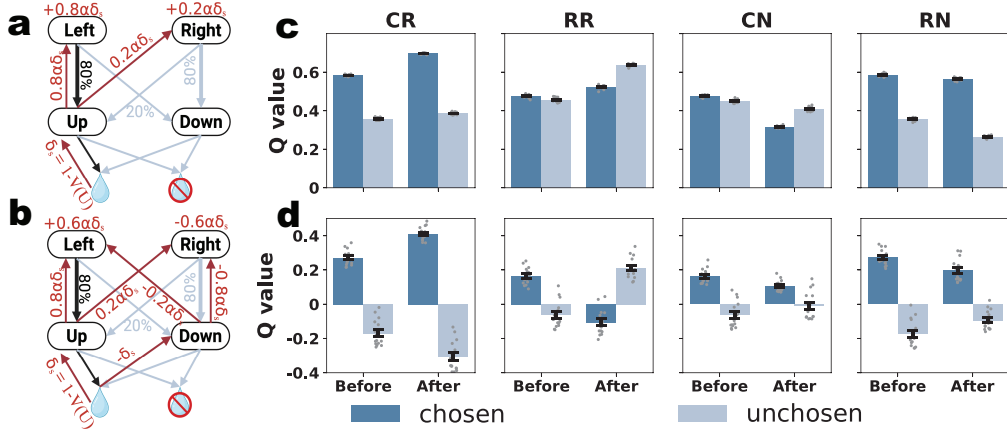 a
+0.8αδs
+0.2αδs
Left
Right
0.8αδs
80%
0.2αδs
80%
20%
Up
Down
δs = 1-V(U)
b
+0.6αδs
-0.6αδs
Left
Right
0.8αδs
80%
0.2αδs
-0.2αδs
80%
-0.8αδs
20%
Up
Down
δs = 1-V(U)
-δs
c
CR
RR
CN
RN
Q value
0.6
0.4
0.2
0
d
Q value
0.4
0.2
0
-0.2
-0.4
Before After
Before After
Before After
Before After
chosen
unchosen